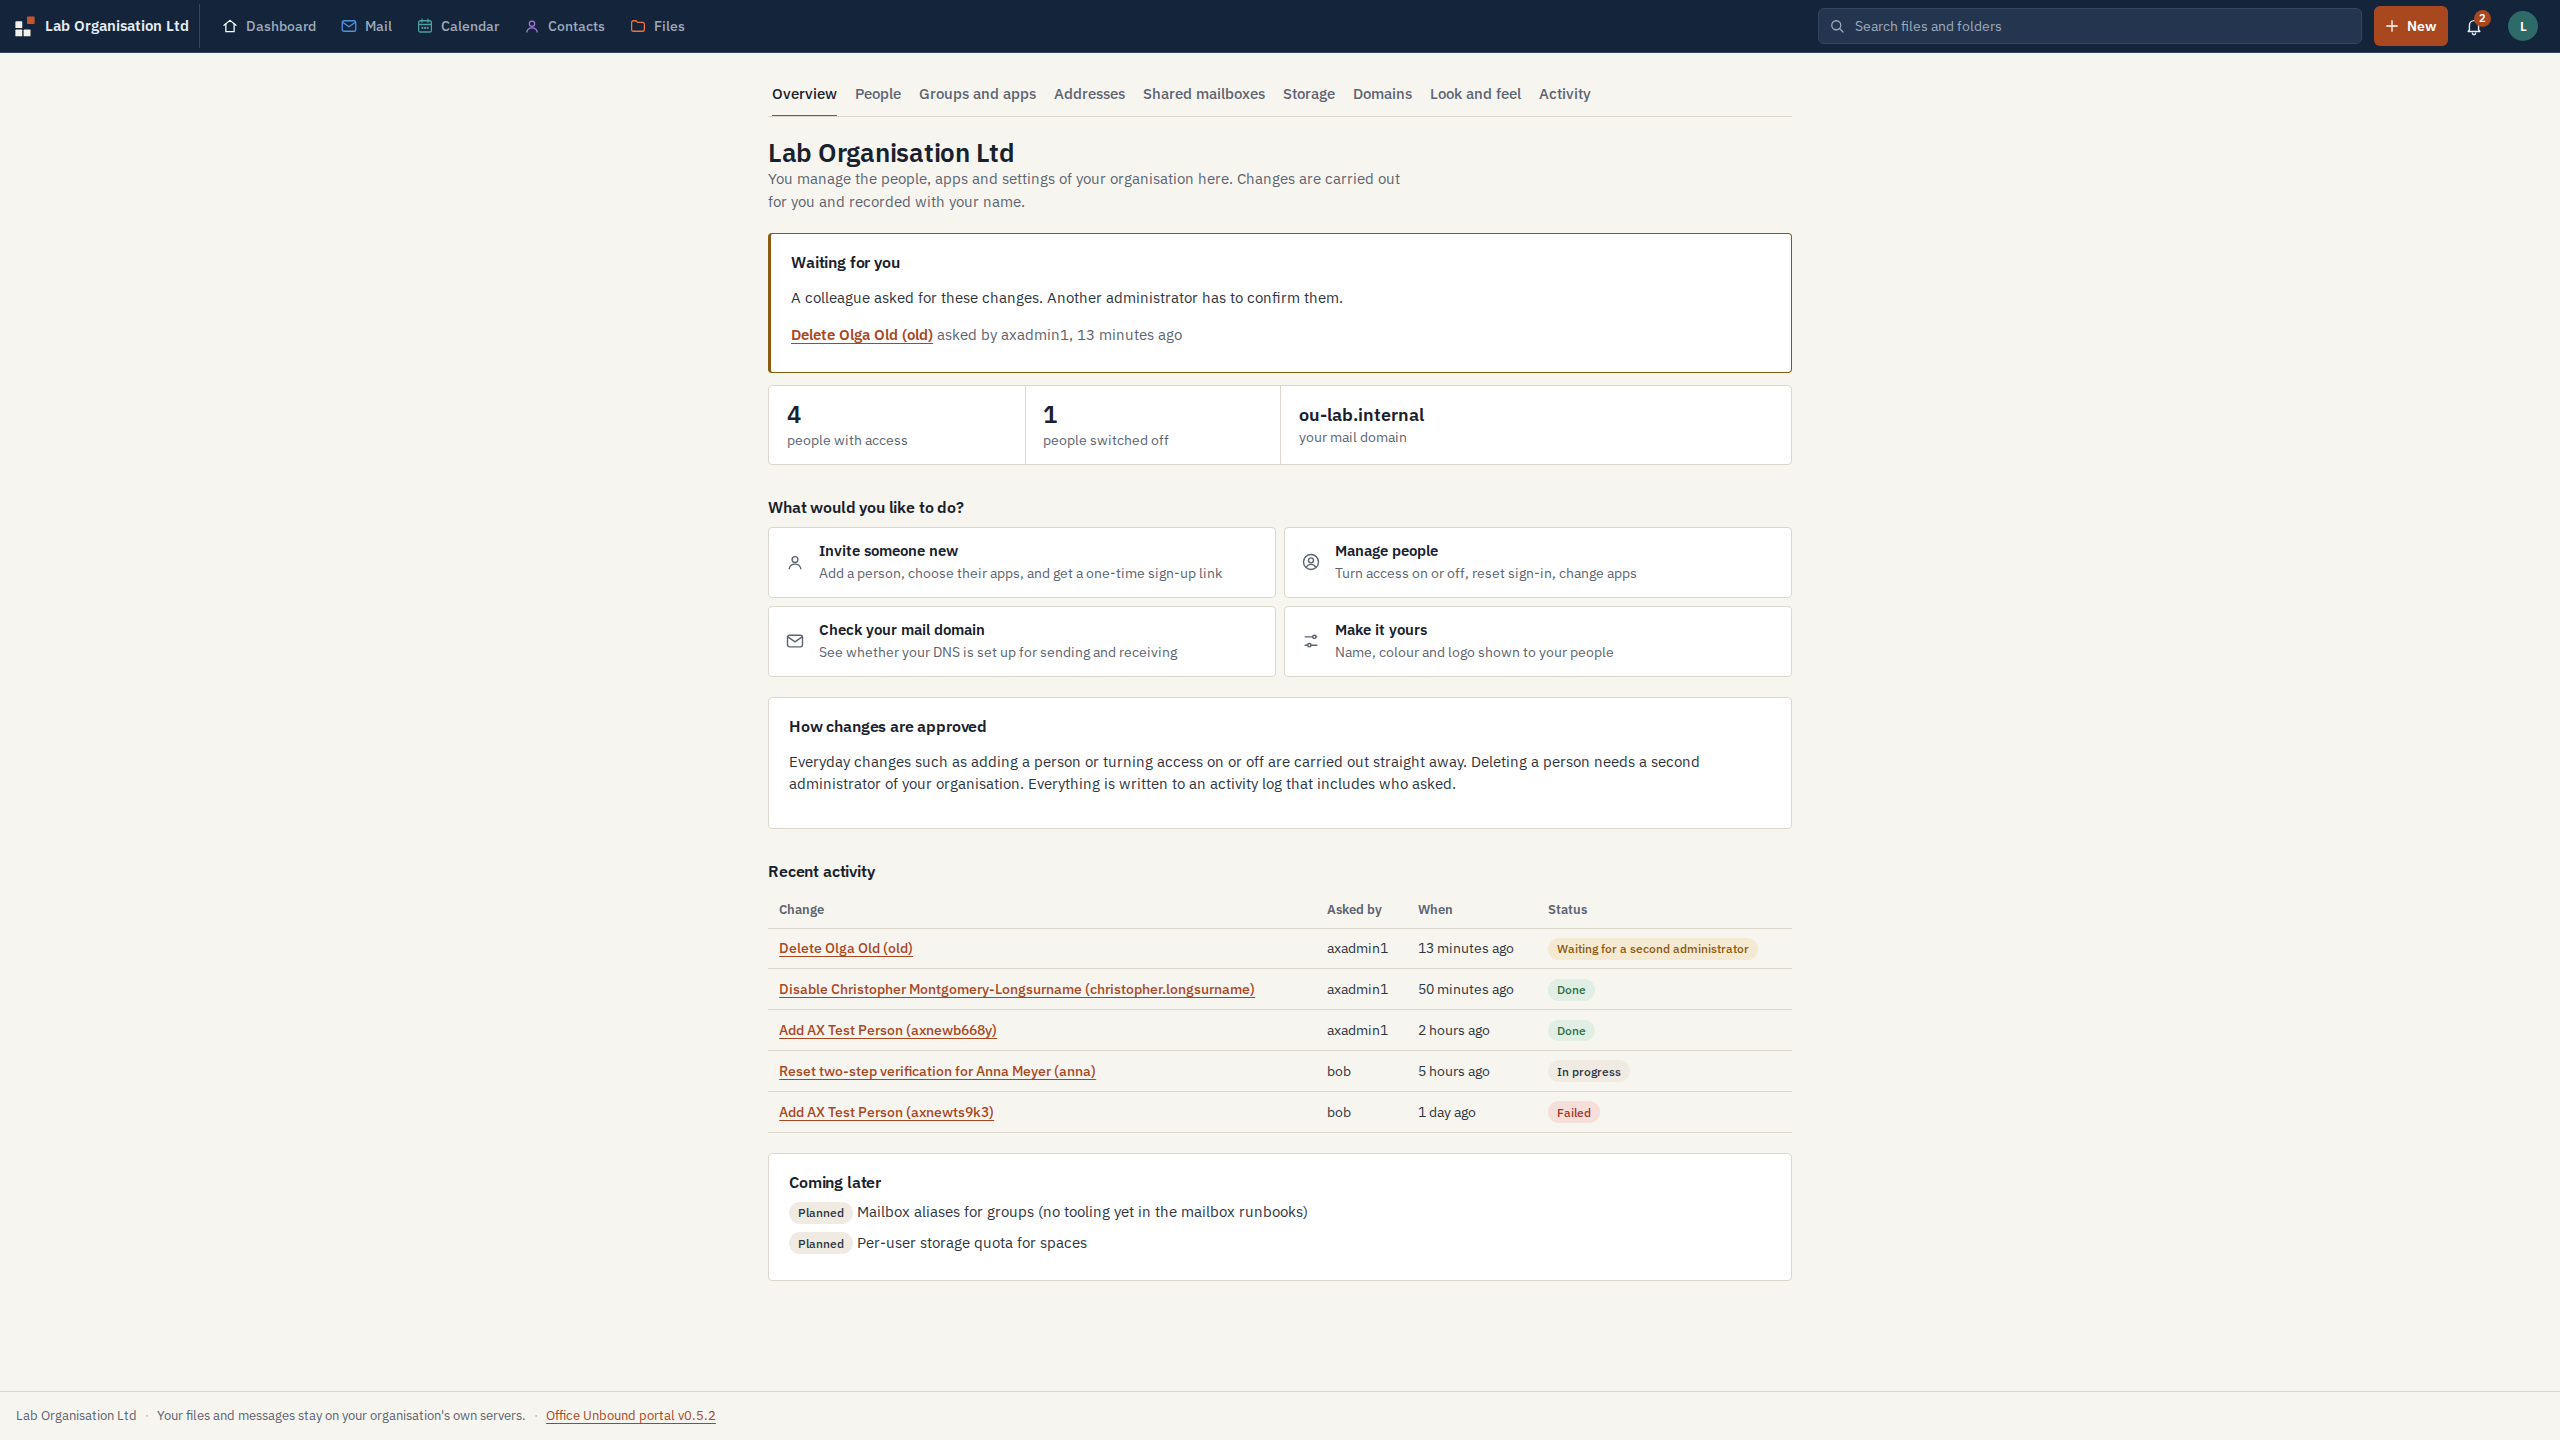 Lab Organisation Ltd
Dashboard
Mail
Calendar
Contacts
Files
Search files and folders
New
2
L
Overview
People
Groups and apps
Addresses
Shared mailboxes
Storage
Domains
Look and feel
Activity
Lab Organisation Ltd
You manage the people, apps and settings of your organisation here. Changes are carried out
for you and recorded with your name.
Waiting for you
A colleague asked for these changes. Another administrator has to confirm them.
Delete Olga Old (old) asked by axadmin1, 13 minutes ago
4
people with access
1
people switched off
ou-lab.internal
your mail domain
What would you like to do?
Invite someone new
Add a person, choose their apps, and get a one-time sign-up link
Manage people
Turn access on or off, reset sign-in, change apps
Check your mail domain
See whether your DNS is set up for sending and receiving
Make it yours
Name, colour and logo shown to your people
How changes are approved
Everyday changes such as adding a person or turning access on or off are carried out straight away. Deleting a person needs a second
administrator of your organisation. Everything is written to an activity log that includes who asked.
Recent activity
Change Asked by When Status
Delete Olga Old (old) axadmin1 13 minutes ago Waiting for a second administrator
Disable Christopher Montgomery-Longsurname (christopher.longsurname) axadmin1 50 minutes ago Done
Add AX Test Person (axnewb668y) axadmin1 2 hours ago Done
Reset two-step verification for Anna Meyer (anna) bob 5 hours ago In progress
Add AX Test Person (axnewts9k3) bob 1 day ago Failed
Coming later
Planned Mailbox aliases for groups (no tooling yet in the mailbox runbooks)
Planned Per-user storage quota for spaces
Lab Organisation Ltd · Your files and messages stay on your organisation's own servers. · Office Unbound portal v0.5.2